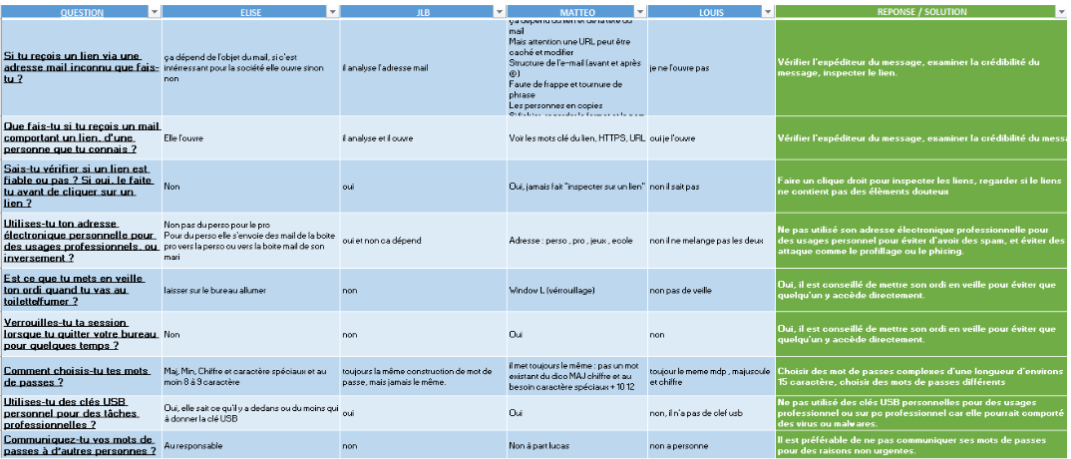 QUESTION ELISE JLB MATTEO LOUIS REPONSE / SOLUTION
Si tu reçois un lien via une
adresse mail inconnu que fais-
tu ?
ça dépend de l'objet du mail, si c'est
intérressant pour la société elle ouvre sinon
non
il analyse l'adresse mail
mail
Mais attention une URL peut être
caché et modifier
Structure de l'e-mail (avant et après
@)
Faute de frappe et tournure de
phrase
Les personnes en copies
je ne l'ouvre pas
Vérifier l'expéditeur du message, examiner la crédibilité du
message, inspecter le lien.
Que fais-tu si tu reçois un mail
comportant un lien, d'une
personne que tu connais ?
Elle l'ouvre
il analyse et il ouvre
Voir les mots clé du lien, HTTPS, URL
oui je l'ouvre
Vérifier l'expéditeur du message, examiner la crédibilité du messa
Sais-tu vérifier si un lien est
fiable ou pas ? Si oui, le faite
tu avant de cliquer sur un
lien ?
Non
oui
Oui, jamais fait "inspecter sur un lien"
non il sait pas
Faire un clique droit pour inspecter les liens, regarder si le liens
ne contient pas des élèments douteux
Utilises-tu ton adresse
électronique personnelle pour
des usages professionnels, ou
inversement ?
Non pas du perso pour le pro
Pour du perso elle s'envoie des mail de la boite
pro vers la perso ou vers la boite mail de son
mari
oui et non ca dépend
Adresse : perso , pro , jeux , ecole
non il ne melange pas les deux
Ne pas utilisé son adresse électronique professionnelle pour
des usages personnel pour éviter d'avoir des spam, et éviter des
attaque comme le profilage ou le phising.
Est ce que tu mets en veille
ton ordi quand tu vas au
toilette/fumer ?
laisser sur le bureau allumer
non
Window L (vérrouillage)
non pas de veille
Oui, il est conseillé de mettre son ordi en veille pour éviter que
quelqu'un y accède directement.
Verrouilles-tu ta session
lorsque tu quitter votre bureau
pour quelques temps ?
Non
non
Oui
non
Oui, il est conseillé de mettre son ordi en veille pour éviter que
quelqu'un y accède directement.
Comment choisis-tu tes mots
de passes ?
Maj, Min, Chiffre et caractère spéciaux et au
moin 8 à 9 caractère
toujours la même construction de mot de
passe, mais jamais le même.
il met toujours le même : pas un mot
existant du dico MAJ chiffre et au
besoin caractère spéciaux + 10 12
toujour le meme mdp , majuscule
et chiffre
Choisir des mot de passes complexes d'une longueur d'environs
15 caractère, choisir des mots de passes différents
Utilises-tu des clés USB
personnel pour des tâches
professionnelles ?
Oui, elle sait ce qu'il y a dedans ou du moins qui
à donner la clé USB
oui
Oui
non, il n'a pas de clef usb
Ne pas utilisé des clés USB personnelles pour des usages
professionnel ou sur pc professionnel car elle pourrait comporté
des virus ou malwares.
Communiquez-tu vos mots de
passes à d'autres personnes ?
Au responsable
non
Non à part lucas
non a personne
Il est préférable de ne pas communiquer ses mots de passes
pour des raisons non urgentes.